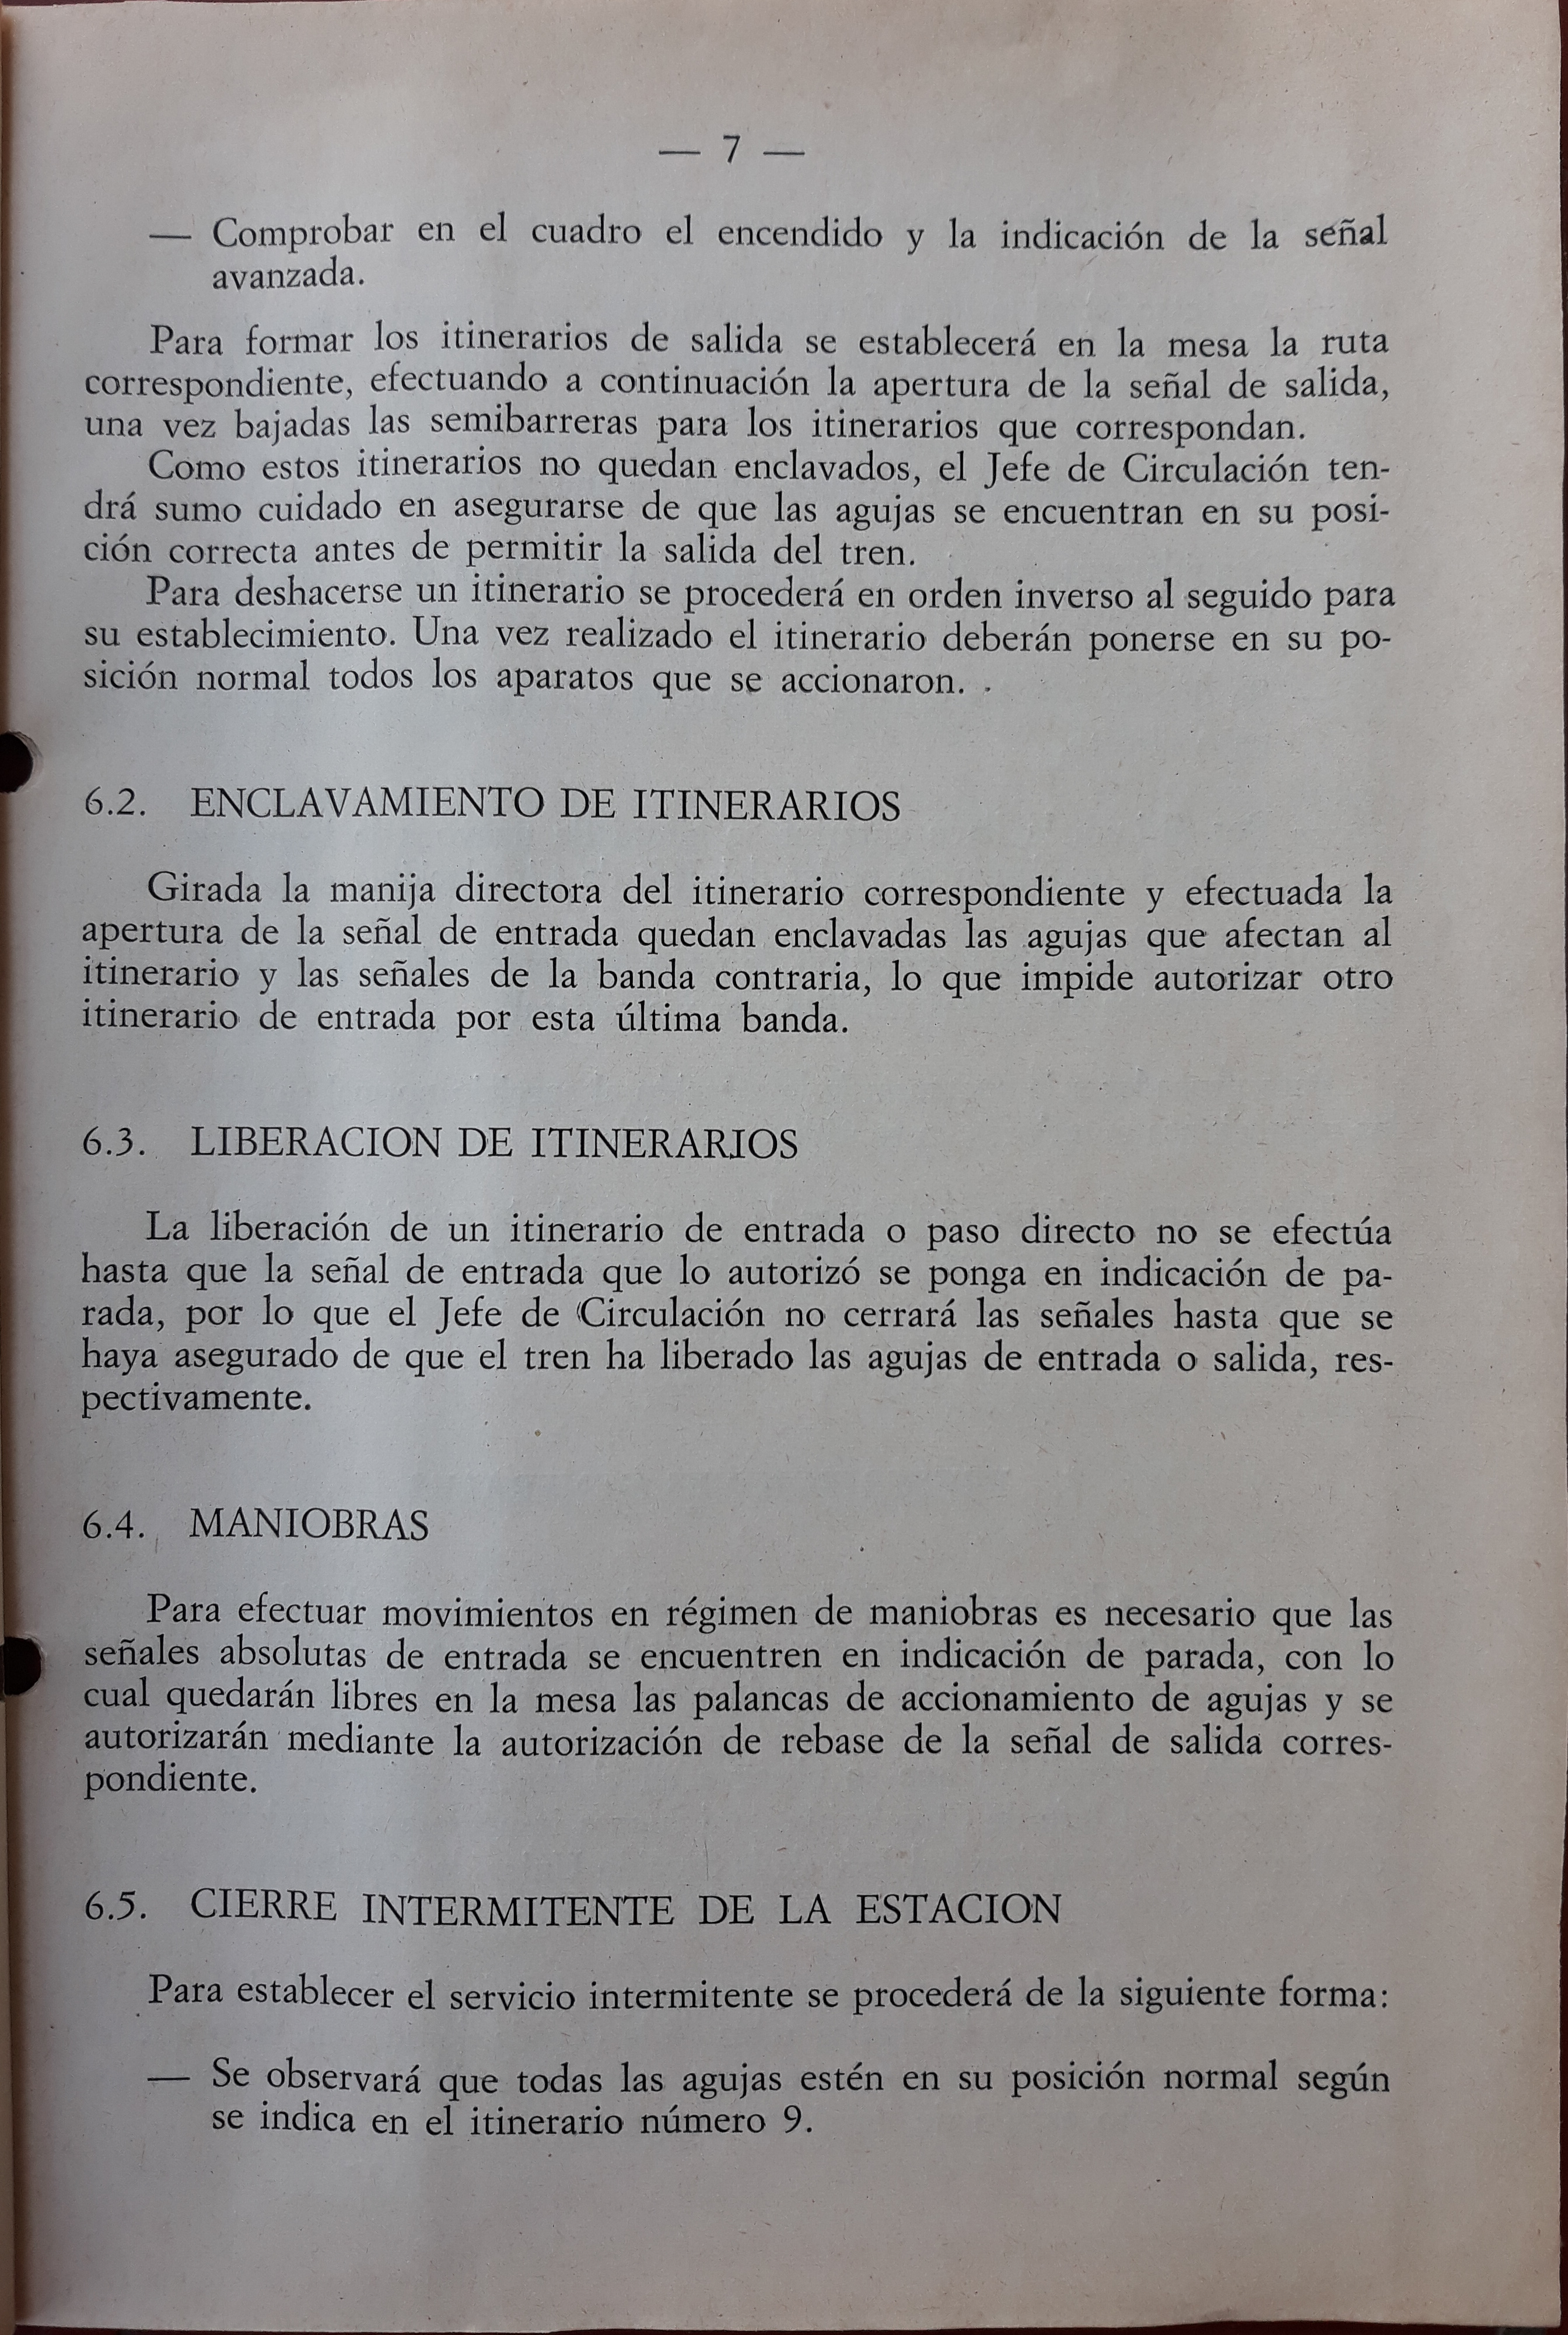 — 7 —
— Comprobar en el cuadro el encendido y la indicación de la señal
avanzada.
Para formar los itinerarios de salida se establecerá en la mesa la ruta
correspondiente, efectuando a continuación la apertura de la señal de salida,
una vez bajadas las semibarreras para los itinerarios que correspondan.
Como estos itinerarios no quedan enclavados, el Jefe de Circulación ten-
drá sumo cuidado en asegurarse de que las agujas se encuentran en su posi-
ción correcta antes de permitir la salida del tren.
Para deshacerse un itinerario se procederá en orden inverso al seguido para
su establecimiento. Una vez realizado el itinerario deberán ponerse en su po-
sición normal todos los aparatos que se accionaron.
6.2. ENCLAVAMIENTO DE ITINERARIOS
Girada la manija directora del itinerario correspondiente y efectuada la
apertura de la señal de entrada quedan enclavadas las agujas que afectan al
itinerario y las señales de la banda contraria, lo que impide autorizar otro
itinerario de entrada por esta última banda.
6.3. LIBERACION DE ITINERARIOS
La liberación de un itinerario de entrada o paso directo no se efectúa
hasta que la señal de entrada que lo autorizó se ponga en indicación de pa-
rada, por lo que el Jefe de Circulación no cerrará las señales hasta que se
haya asegurado de que el tren ha liberado las agujas de entrada o salida, res-
pectivamente.
6.4. MANIOBRAS
Para efectuar movimientos en régimen de maniobras es necesario que las
señales absolutas de entrada se encuentren en indicación de parada, con lo
cual quedarán libres en la mesa las palancas de accionamiento de agujas y se
autorizarán mediante la autorización de rebase de la señal de salida corres-
pondiente.
6.5. CIERRE INTERMITENTE DE LA ESTACION
Para establecer el servicio intermitente se procederá de la siguiente forma:
— Se observará que todas las agujas estén en su posición normal según
se indica en el itinerario número 9.